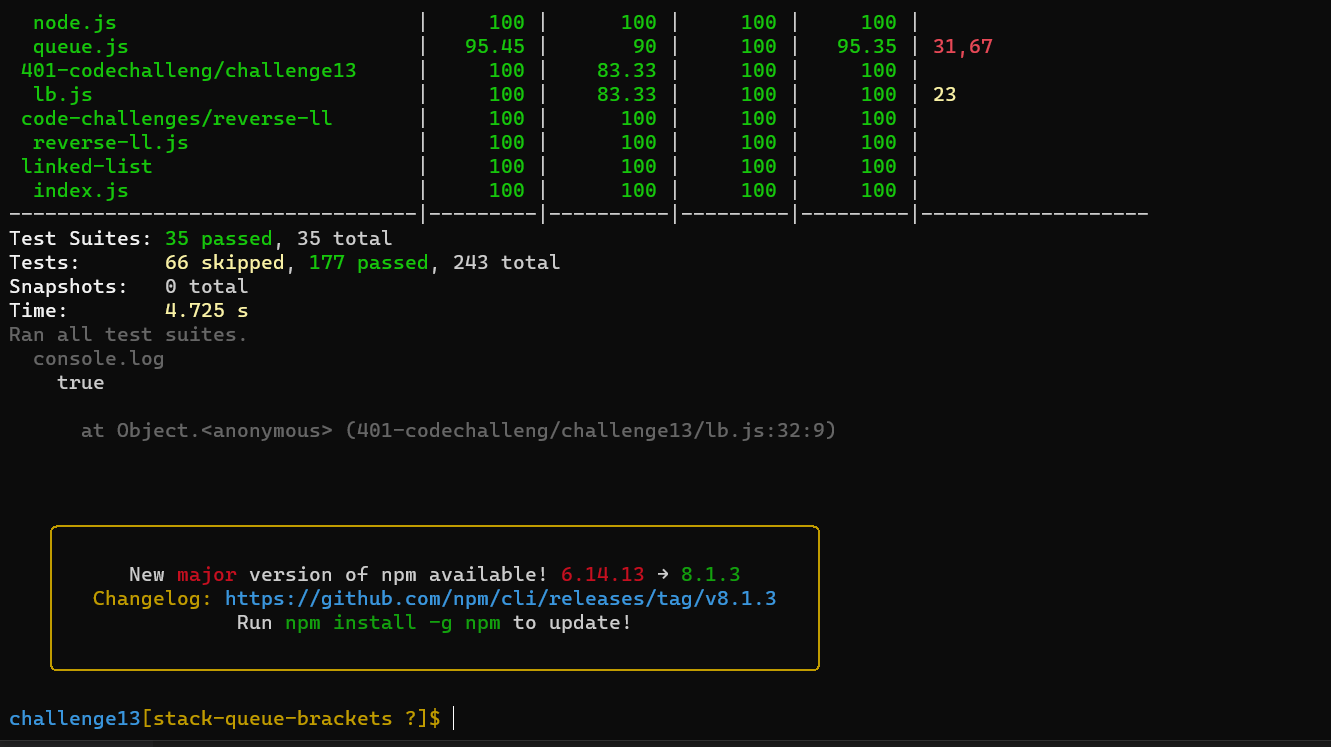 node.js | 100 | 100 | 100 | 100 |
queue.js | 95.45 | 90 | 100 | 95.35 | 31,67
401-codechalleng/challenge13 | 100 | 83.33 | 100 | 100 |
lb.js | 100 | 83.33 | 100 | 100 | 23
code-challenges/reverse-ll | 100 | 100 | 100 | 100 |
reverse-ll.js | 100 | 100 | 100 | 100 |
linked-list | 100 | 100 | 100 | 100 |
index.js | 100 | 100 | 100 | 100 |
----------------------------------|---------|----------|---------|---------|-------------------
Test Suites: 35 passed, 35 total
Tests: 66 skipped, 177 passed, 243 total
Snapshots: 0 total
Time: 4.725 s
Ran all test suites.
console.log
true
at Object.<anonymous> (401-codechalleng/challenge13/lb.js:32:9)
New major version of npm available! 6.14.13 → 8.1.3
Changelog: https://github.com/npm/cli/releases/tag/v8.1.3
Run npm install -g npm to update!
challenge13[stack-queue-brackets ?]$